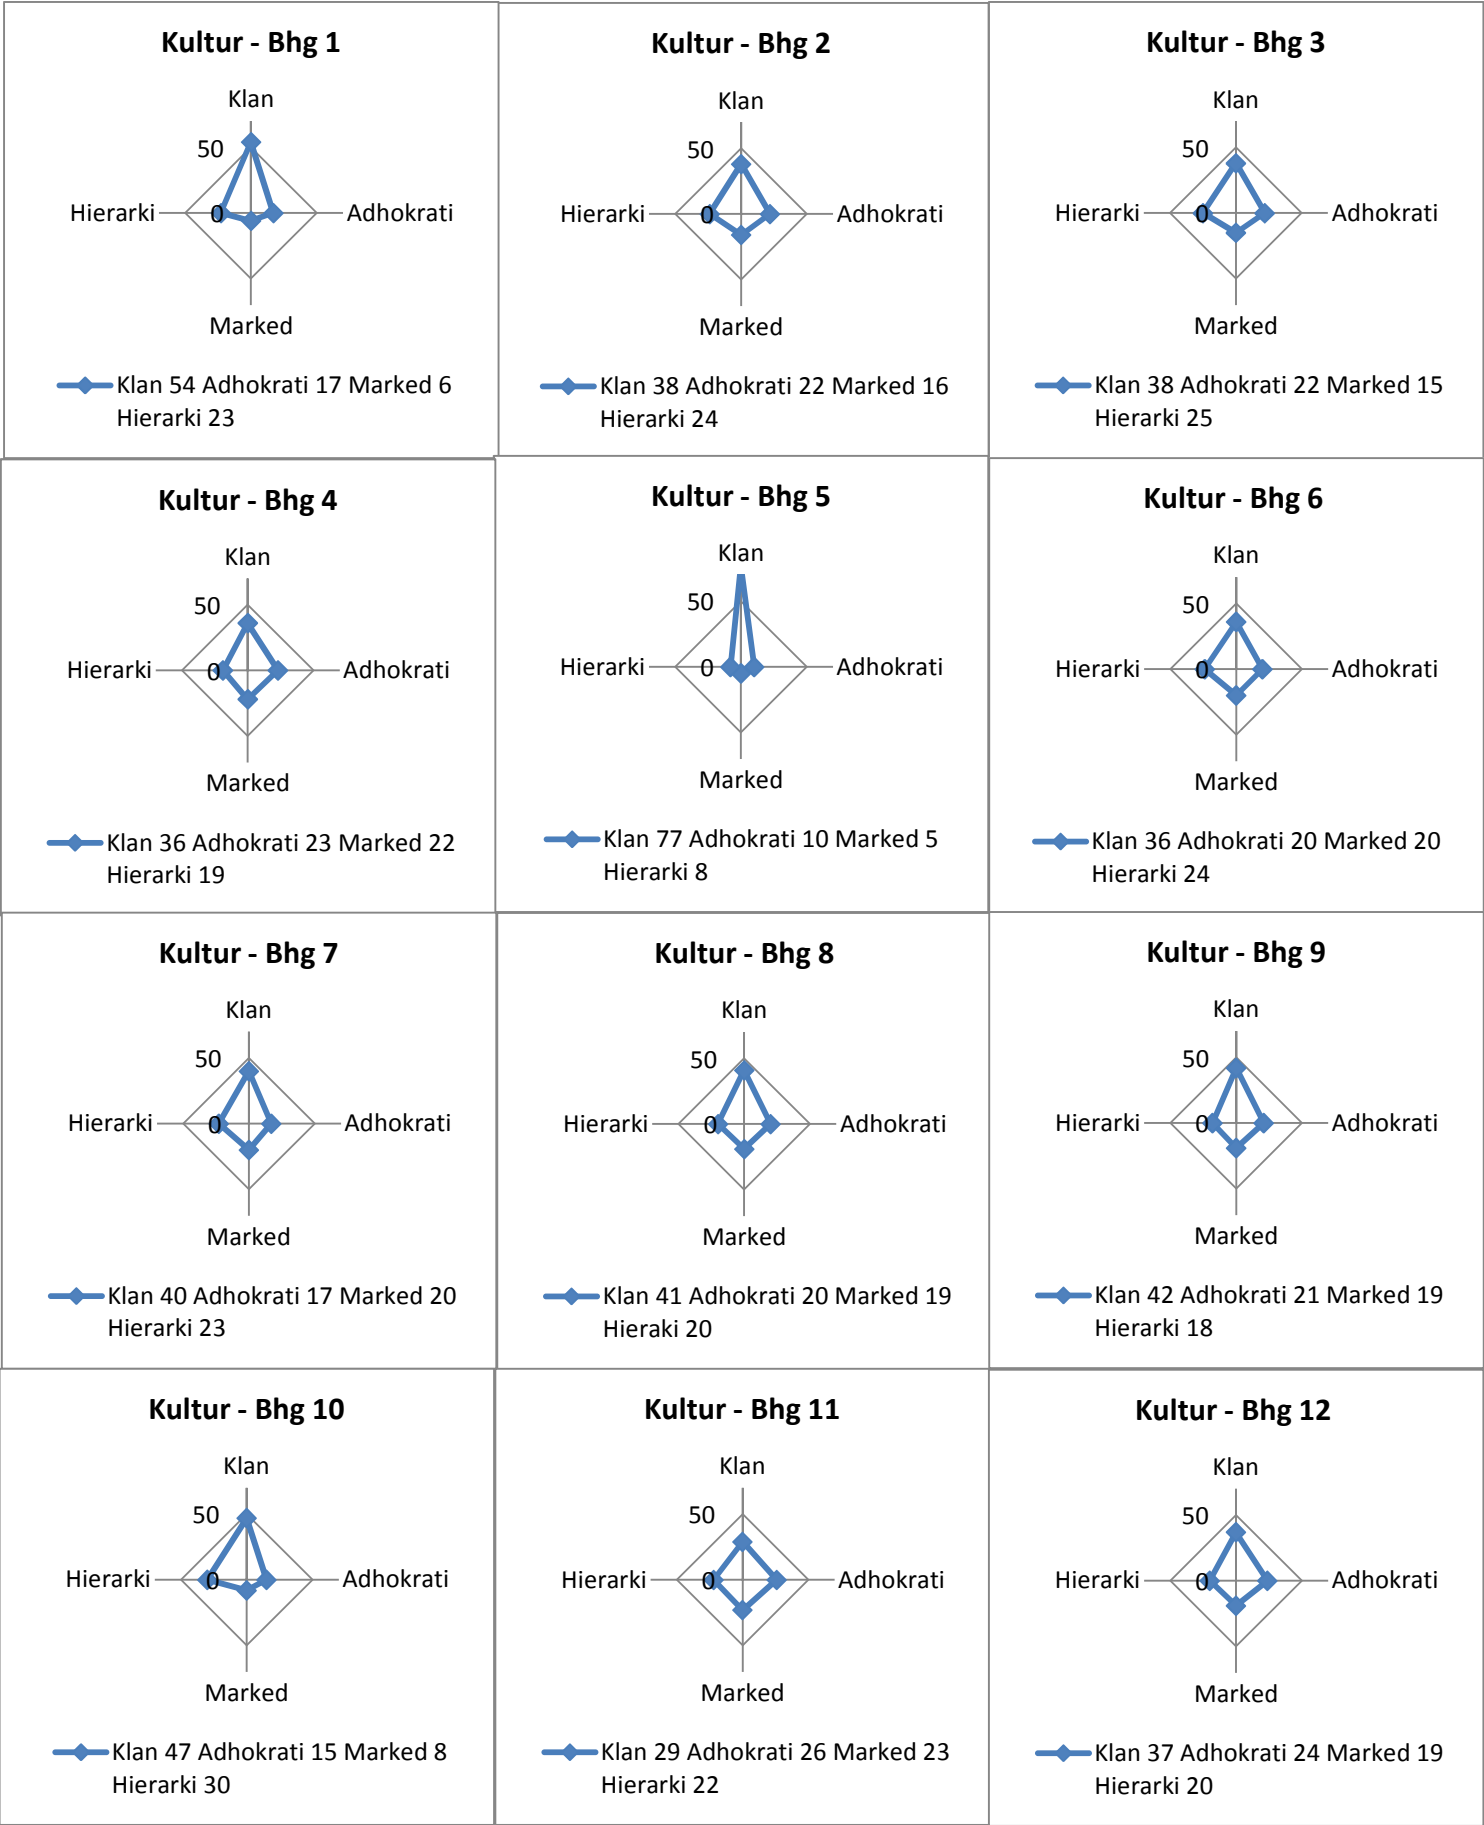 Kultur - Bhg 1
Klan
50
Hierarki
0
Adhokrati
Marked
Klan 54 Adhokrati 17 Marked 6
Hierarki 23
Kultur - Bhg 2
Klan
50
Hierarki
0
Adhokrati
Marked
Klan 38 Adhokrati 22 Marked 16
Hierarki 24
Kultur - Bhg 3
Klan
50
Hierarki
0
Adhokrati
Marked
Klan 38 Adhokrati 22 Marked 15
Hierarki 25
Kultur - Bhg 4
Klan
50
Hierarki
0
Adhokrati
Marked
Klan 36 Adhokrati 23 Marked 22
Hierarki 19
Kultur - Bhg 5
Klan
50
Hierarki
0
Adhokrati
Marked
Klan 77 Adhokrati 10 Marked 5
Hierarki 8
Kultur - Bhg 6
Klan
50
Hierarki
0
Adhokrati
Marked
Klan 36 Adhokrati 20 Marked 20
Hierarki 24
Kultur - Bhg 7
Klan
50
Hierarki
0
Adhokrati
Marked
Klan 40 Adhokrati 17 Marked 20
Hierarki 23
Kultur - Bhg 8
Klan
50
Hierarki
0
Adhokrati
Marked
Klan 41 Adhokrati 20 Marked 19
Hieraki 20
Kultur - Bhg 9
Klan
50
Hierarki
0
Adhokrati
Marked
Klan 42 Adhokrati 21 Marked 19
Hierarki 18
Kultur - Bhg 10
Klan
50
Hierarki
0
Adhokrati
Marked
Klan 47 Adhokrati 15 Marked 8
Hierarki 30
Kultur - Bhg 11
Klan
50
Hierarki
0
Adhokrati
Marked
Klan 29 Adhokrati 26 Marked 23
Hierarki 22
Kultur - Bhg 12
Klan
50
Hierarki
0
Adhokrati
Marked
Klan 37 Adhokrati 24 Marked 19
Hierarki 20